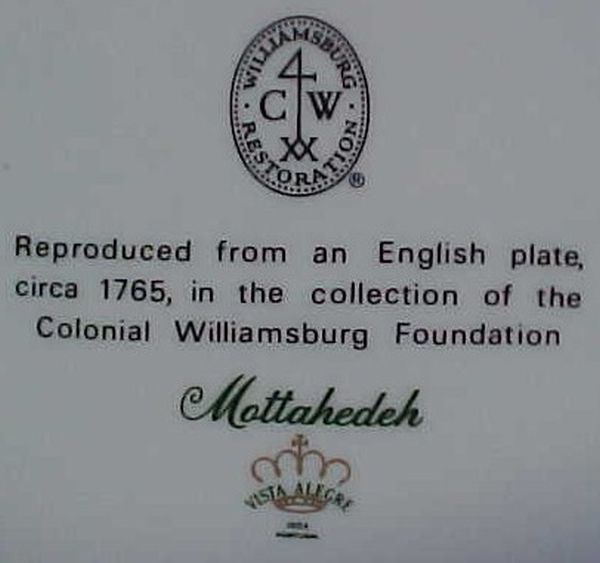 WILLIAMSBURG
C W
RESTORATION
®
Reproduced from an English plate,
circa 1765, in the collection of the
Colonial Williamsburg Foundation
Mottahedeh
VISTA ALEGRE
PORTUGAL